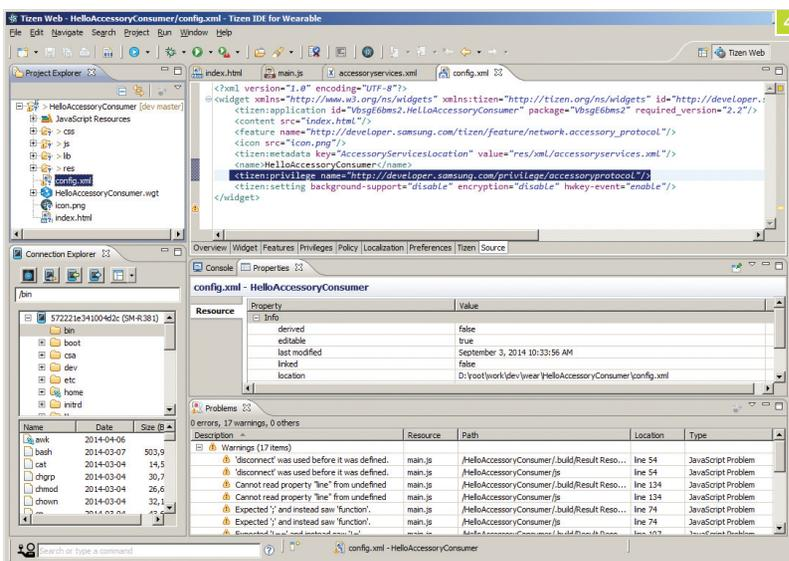 Tizen Web - HelloAccessoryConsumer/config.xml - Tizen IDE for Wearable
4
File Edit Navigate Search Project Run Window Help
Tizen Web
Project Explorer
> HelloAccessoryConsumer [dev master]
JavaScript Resources
> css
> js
> lib
> res
config.xml
HelloAccessoryConsumer.wgt
icon.png
index.html
index.html main.js accessoryservices.xml config.xml
<?xml version="1.0" encoding="UTF-8"?>
<widget xmlns="http://www.w3.org/ns/widgets" xmlns:tizen="http://tizen.org/ns/widgets" id="http://developer.s
<tizen:application id="VbsgE6bms2.HelloAccessoryConsumer" package="VbsgE6bms2" required_version="2.2"/>
<content src="index.html"/>
<feature name="http://developer.samsung.com/tizen/feature/network.accessory_protocol"/>
<icon src="icon.png"/>
<tizen:metadata key="AccessoryServicesLocation" value="res/xml/accessoryservices.xml"/>
<name>HelloAccessoryConsumer</name>
<tizen:privilege name="http://developer.samsung.com/privilege/accessoryprotocol"/>
<tizen:setting background-support="disable" encryption="disable" hwkey-event="enable"/>
</widget>
Overview Widget Features Privileges Policy Localization Preferences Tizen Source
Connection Explorer
/bin
572221e341004d2c (SM-R381)
bin
boot
csa
dev
etc
home
initrd
Name Date Size (B
awk 2014-04-06
bash 2014-03-07 503,9
cat 2014-03-04 14,5
chgrp 2014-03-04 30,7
chmod 2014-03-04 26,6
chown 2014-03-04 32,1
Console Properties
config.xml - HelloAccessoryConsumer
Resource
Property Value
Info
derived false
editable true
last modified September 3, 2014 10:33:56 AM
linked false
location D:\root\work\dev\wear\HelloAccessoryConsumer\config.xml
Problems
0 errors, 17 warnings, 0 others
Description Resource Path Location Type
Warnings (17 items)
'disconnect' was used before it was defined. main.js /HelloAccessoryConsumer/.build/Result Reso... line 54 JavaScript Problem
'disconnect' was used before it was defined. main.js /HelloAccessoryConsumer/js line 54 JavaScript Problem
Cannot read property "line" from undefined main.js /HelloAccessoryConsumer/.build/Result Reso... line 134 JavaScript Problem
Cannot read property "line" from undefined main.js /HelloAccessoryConsumer/js line 134 JavaScript Problem
Expected ';' and instead saw 'function'. main.js /HelloAccessoryConsumer/.build/Result Reso... line 74 JavaScript Problem
Expected ';' and instead saw 'function'. main.js /HelloAccessoryConsumer/js line 74 JavaScript Problem
Search or type a command
config.xml - HelloAccessoryConsumer